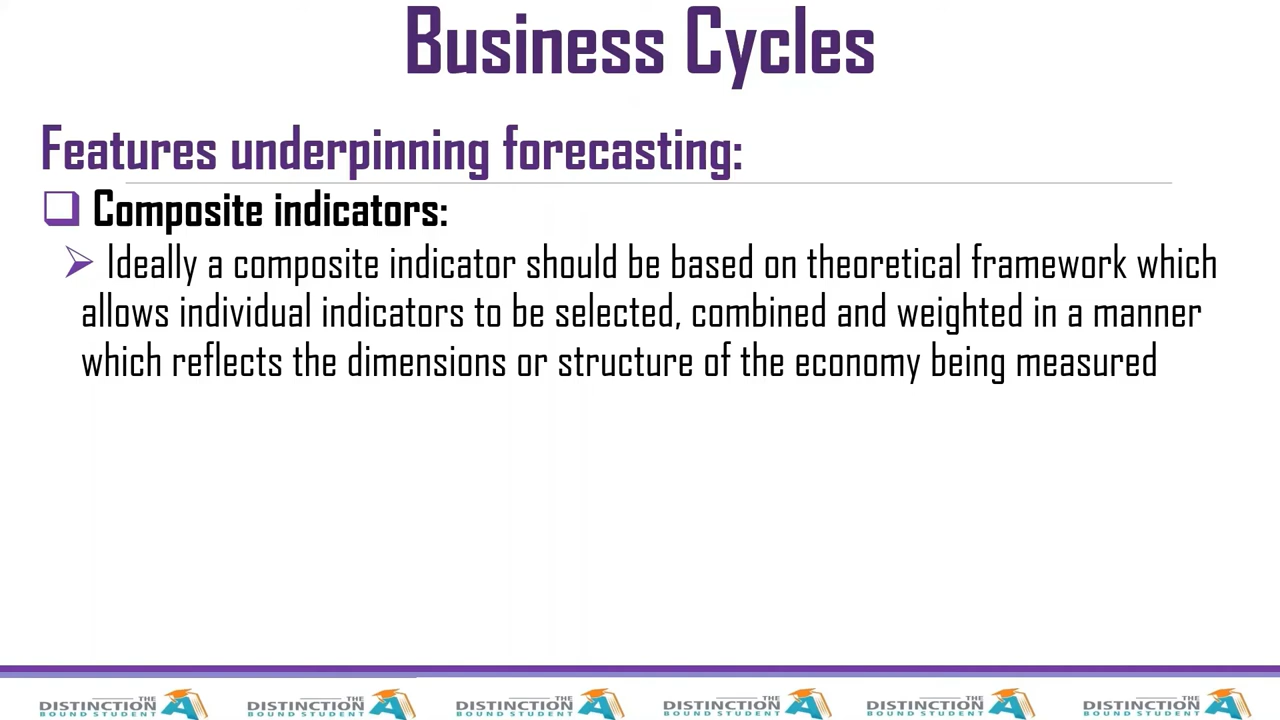 Business Cycles
Features underpinning forecasting:
Composite indicators:
Ideally a composite indicator should be based on theoretical framework which
allows individual indicators to be selected, combined and weighted in a manner
which reflects the dimensions or structure of the economy being measured
THE DISTINCTION BOUND STUDENT A
THE DISTINCTION BOUND STUDENT A
THE DISTINCTION BOUND STUDENT A
THE DISTINCTION BOUND STUDENT A
THE DISTINCTION BOUND STUDENT A
THE DISTINCTION BOUND STUDENT A